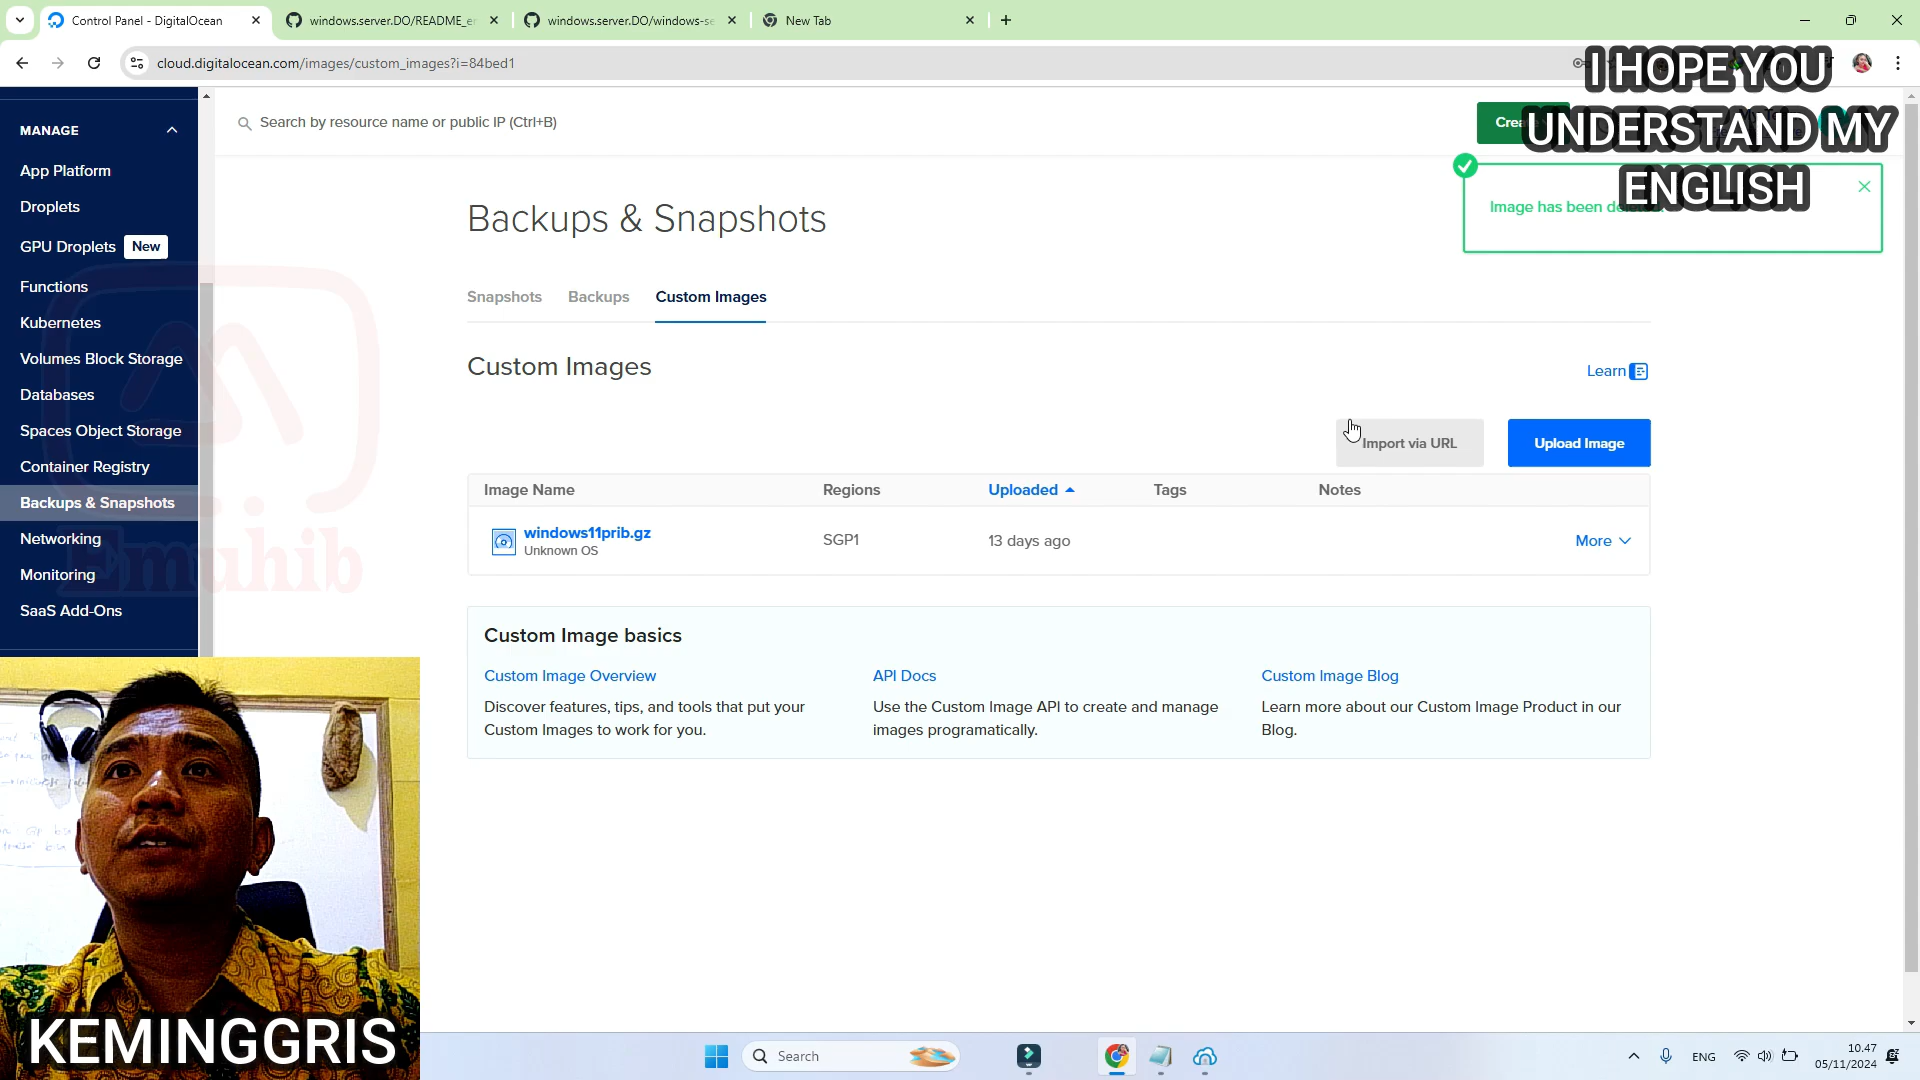 Control Panel - DigitalOcean
windows.server.DO/README_e
windows.server.DO/windows-se
New Tab
cloud.digitalocean.com/images/custom_images?i=84bed1
I HOPE YOU
UNDERSTAND MY
ENGLISH
MANAGE
App Platform
Droplets
GPU Droplets New
Functions
Kubernetes
Volumes Block Storage
Databases
Spaces Object Storage
Container Registry
Backups & Snapshots
Networking
Monitoring
SaaS Add-Ons
Emuhib
Search by resource name or public IP (Ctrl+B)
Image has been
Backups & Snapshots
Snapshots
Backups
Custom Images
Custom Images
Learn
Import via URL
Upload Image
Image Name Regions Uploaded Tags Notes
windows11prib.gz
Unknown OS
SGP1
13 days ago
More
Custom Image basics
Custom Image Overview
Discover features, tips, and tools that put your
Custom Images to work for you.
API Docs
Use the Custom Image API to create and manage
images programatically.
Custom Image Blog
Learn more about our Custom Image Product in our
Blog.
KEMINGGRIS
Search
ENG
10.47
05/11/2024